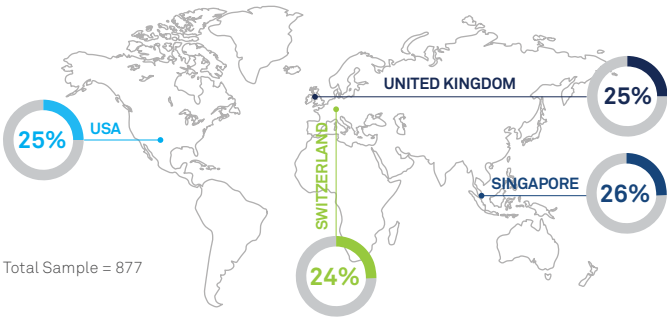 UNITED KINGDOM
25%
25%
USA
SWITZERLAND
SINGAPORE
26%
Total Sample = 877
24%